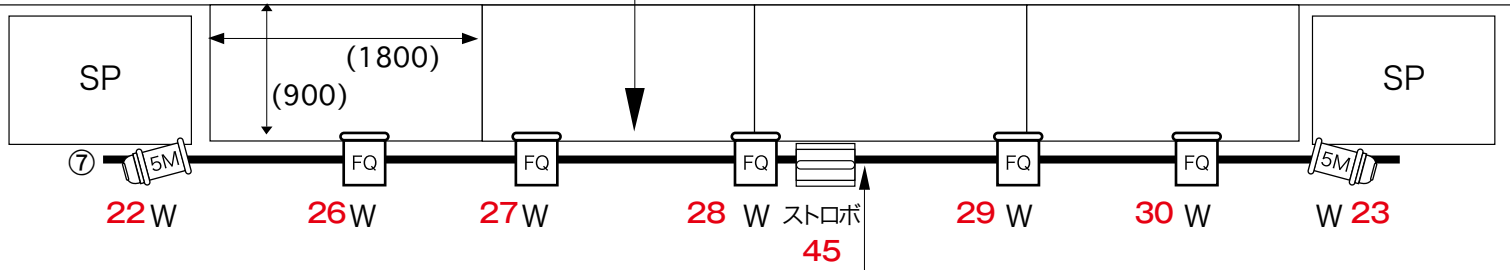 SP
(1800)
(900)
SP
⑦
5M
FQ
FQ
FQ
FQ
FQ
5M
22 W
26 W
27 W
28 W
ストロボ
29 W
30 W
W 23
45